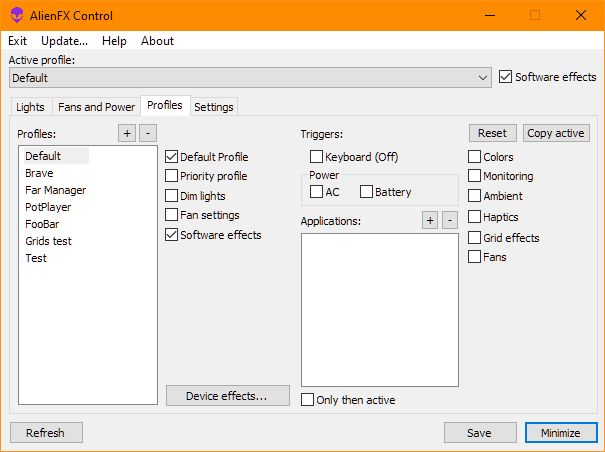 AlienFX Control
Exit Update... Help About
Active profile:
Default Software effects
Lights Fans and Power Profiles Settings
Profiles: + - Triggers: Reset Copy active
Default Default Profile Keyboard (Off) Colors
Brave Priority profile Power Monitoring
Far Manager Dim lights AC Battery Ambient
PotPlayer Fan settings Applications: + - Haptics
FooBar Software effects Grid effects
Grids test Fans
Test
Device effects... Only then active
Refresh Save Minimize